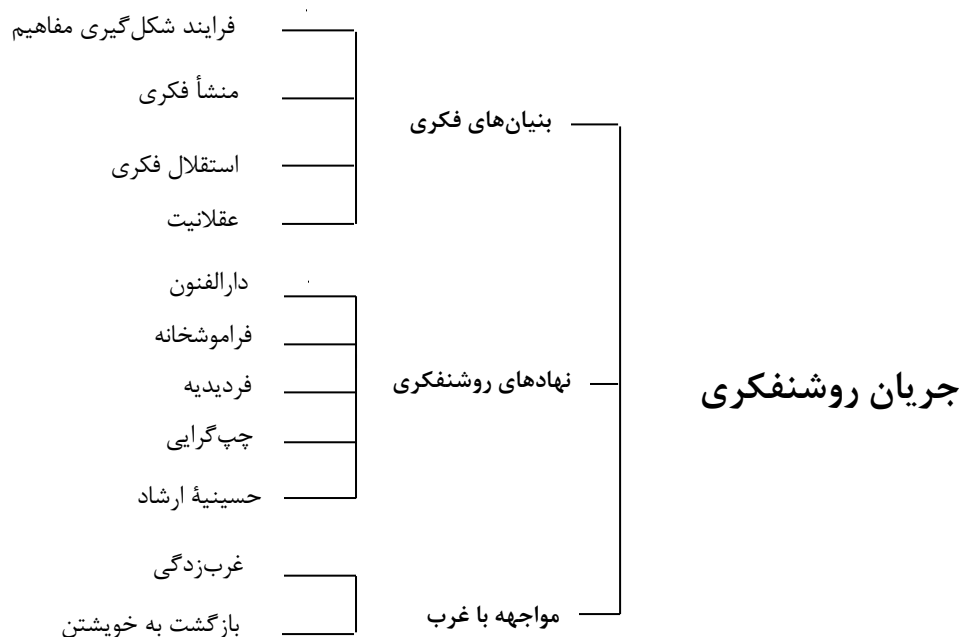 جریان روشنفکری
بنیان‌های فکری
فرایند شکل‌گیری مفاهیم
منشأ فکری
استقلال فکری
عقلانیت
نهادهای روشنفکری
دارالفنون
فراموشخانه
فردیدیه
چپ‌گرایی
حسینیۀ ارشاد
مواجهه با غرب
غرب‌زدگی
بازگشت به خویشتن